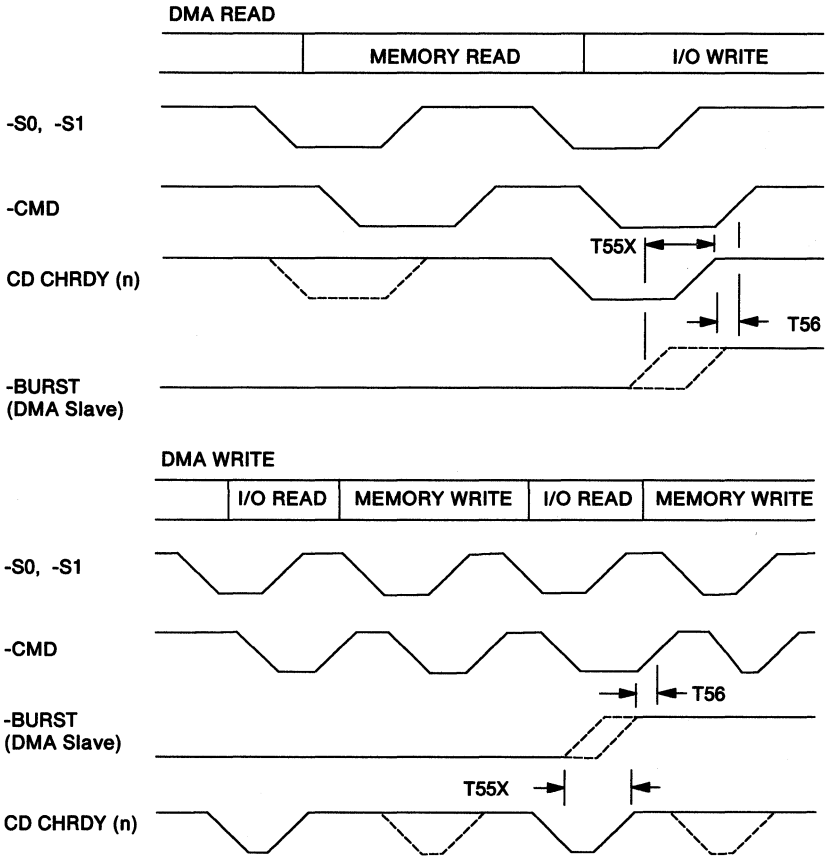 DMA READ
MEMORY READ I/O WRITE
-S0, -S1
-CMD
T55X
CD CHRDY (n)
T56
-BURST
(DMA Slave)
DMA WRITE
I/O READ MEMORY WRITE I/O READ MEMORY WRITE
-S0, -S1
-CMD
T56
-BURST
(DMA Slave)
T55X
CD CHRDY (n)